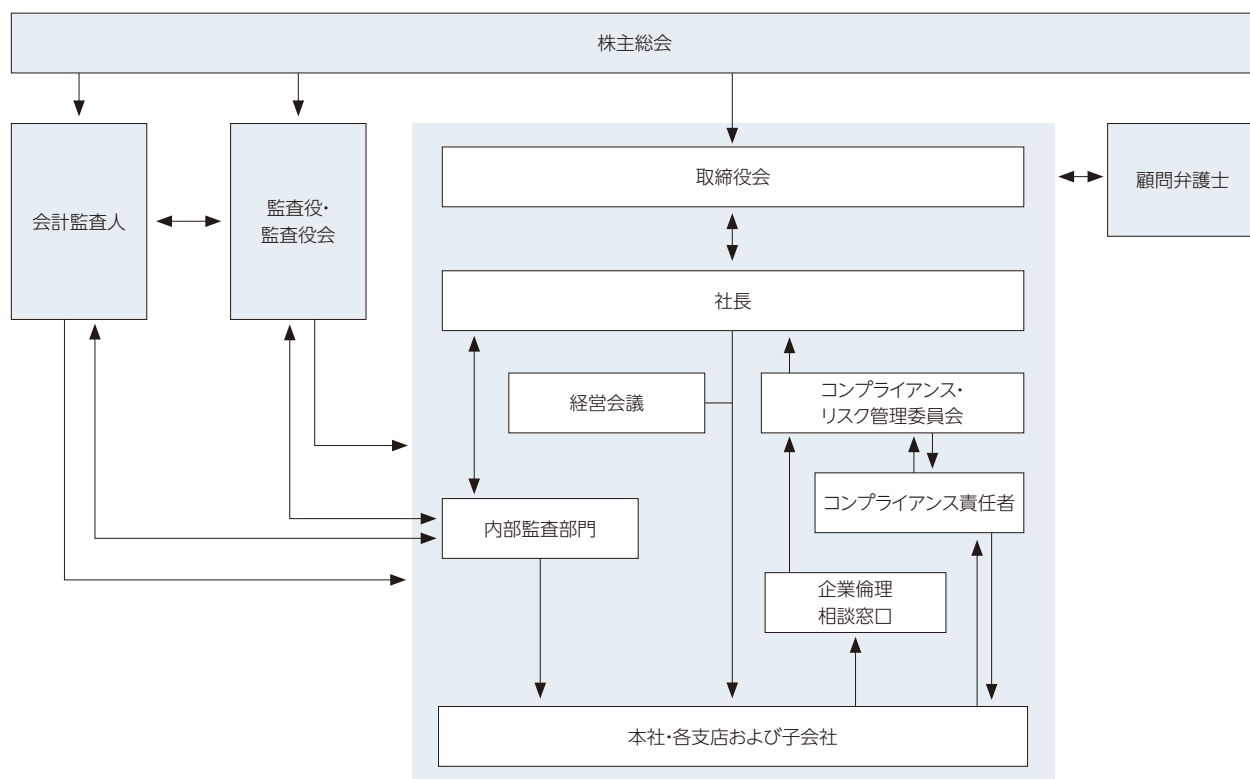 株主総会
会計監査人
監査役・
監査役会
取締役会
顧問弁護士
社長
経営会議
コンプライアンス・
リスク管理委員会
コンプライアンス責任者
内部監査部門
企業倫理
相談窓口
本社・各支店および子会社